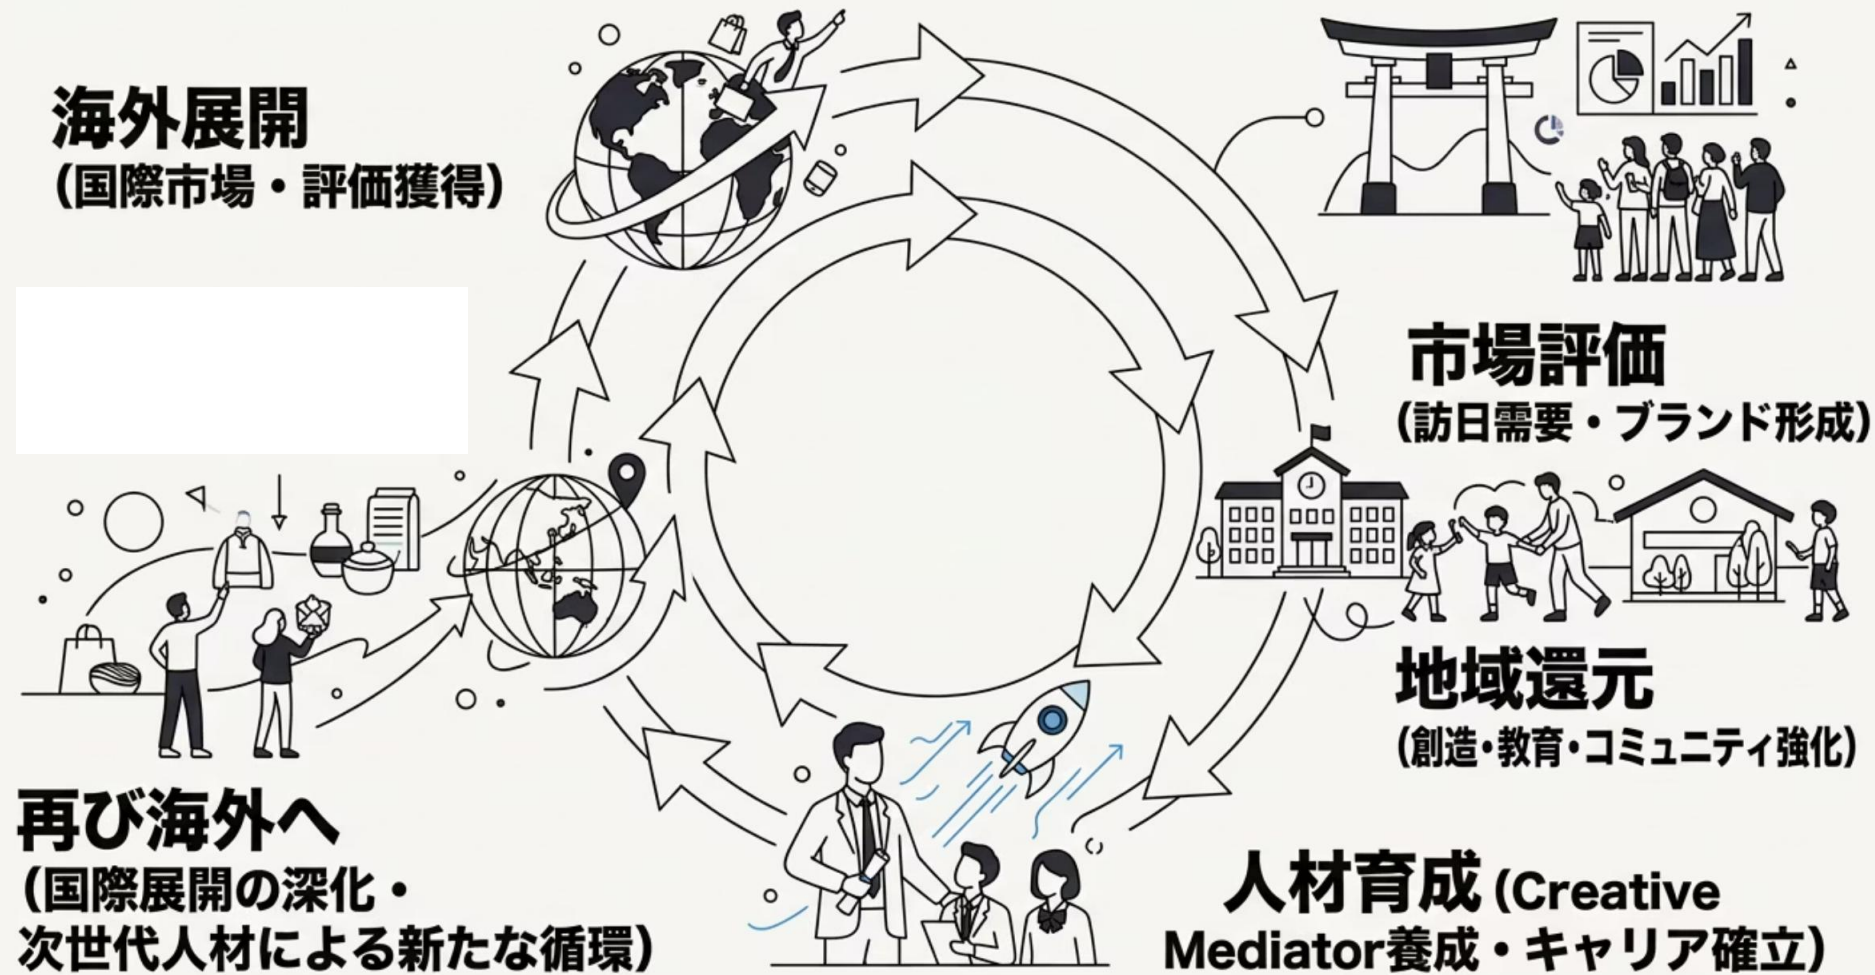 海外展開
(国際市場・評価獲得)
市場評価
(訪日需要・ブランド形成)
地域還元
(創造・教育・コミュニティ強化)
人材育成 (Creative
Mediator養成・キャリア確立)
再び海外へ
(国際展開の深化・
次世代人材による新たな循環)